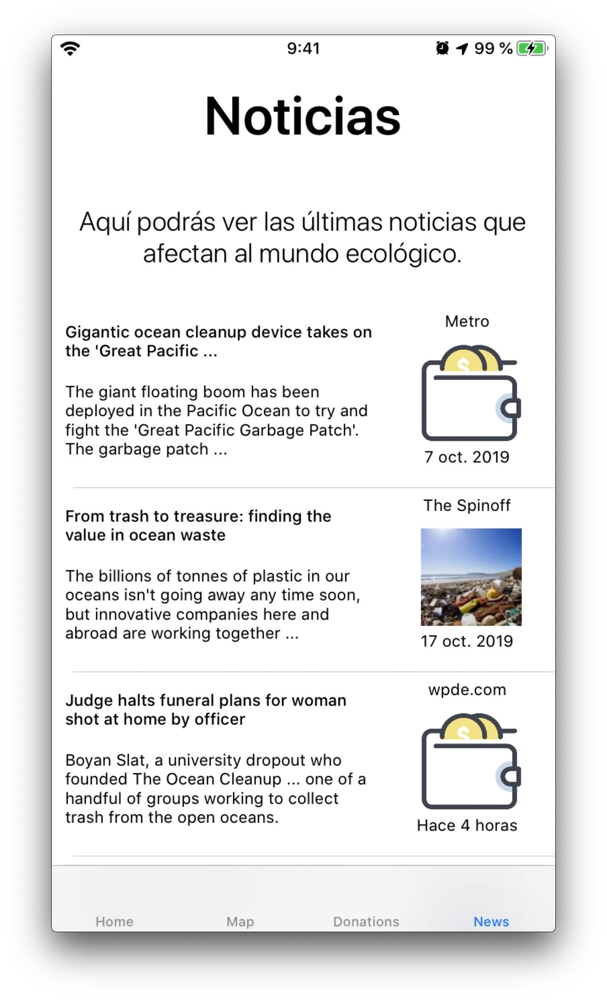 9:41
99 %
Noticias
Aquí podrás ver las últimas noticias que
afectan al mundo ecológico.
Gigantic ocean cleanup device takes on
the 'Great Pacific ...
The giant floating boom has been
deployed in the Pacific Ocean to try and
fight the 'Great Pacific Garbage Patch'.
The garbage patch ...
Metro
$
7 oct. 2019
From trash to treasure: finding the
value in ocean waste
The billions of tonnes of plastic in our
oceans isn't going away any time soon,
but innovative companies here and
abroad are working together ...
The Spinoff
17 oct. 2019
Judge halts funeral plans for woman
shot at home by officer
Boyan Slat, a university dropout who
founded The Ocean Cleanup ... one of a
handful of groups working to collect
trash from the open oceans.
wpde.com
$
Hace 4 horas
Home
Map
Donations
News